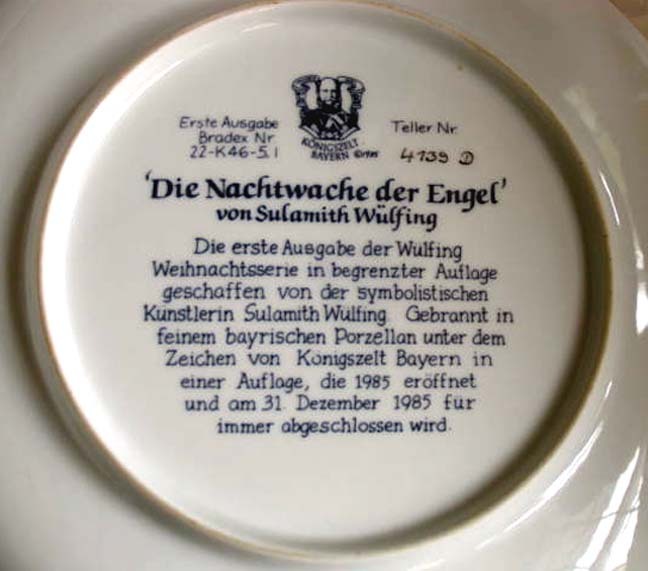 Erste Ausgabe
Bradex Nr
22-K46-5.1
KÖNIGSZELT
BAYERN ©1985
Teller Nr.
4139 D
'Die Nachtwache der Engel'
von Sulamith Wülfing
Die erste Ausgabe der Wülfing
Weihnachtsserie in begrenzter Auflage
geschaffen von der symbolistischen
Künstlerin Sulamith Wülfing. Gebrannt in
feinem bayrischen Porzellan unter dem
Zeichen von Königszelt Bayern in
einer Auflage, die 1985 eröffnet
und am 31. Dezember 1985 für
immer abgeschlossen wird.